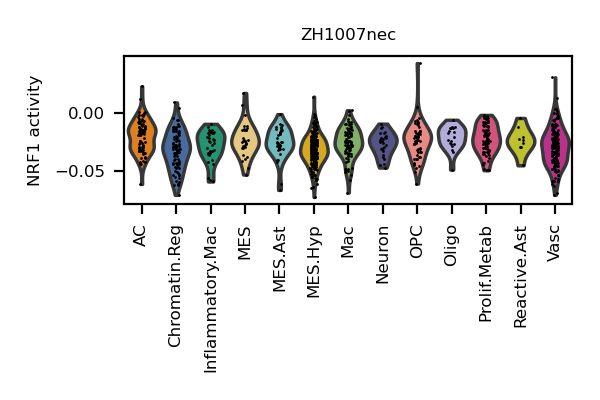 ZH1007nec
NRF1 activity
0.00
−0.05
AC
Chromatin.Reg
Inflammatory.Mac
MES
MES.Ast
MES.Hyp
Mac
Neuron
OPC
Oligo
Prolif.Metab
Reactive.Ast
Vasc